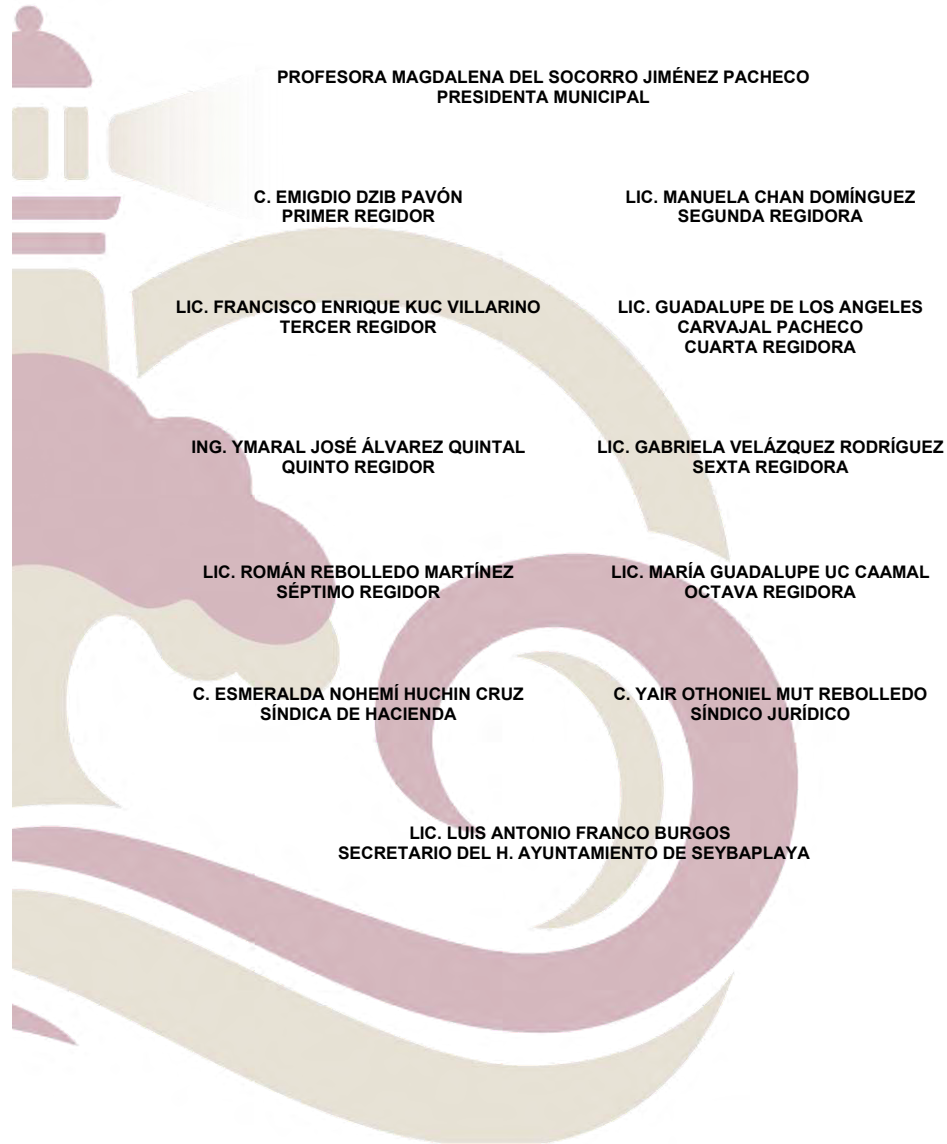 PROFESORA MAGDALENA DEL SOCORRO JIMÉNEZ PACHECO
PRESIDENTA MUNICIPAL
C. EMIGDIO DZIB PAVÓN
PRIMER REGIDOR
LIC. MANUELA CHAN DOMÍNGUEZ
SEGUNDA REGIDORA
LIC. FRANCISCO ENRIQUE KUC VILLARINO
TERCER REGIDOR
LIC. GUADALUPE DE LOS ANGELES
CARVAJAL PACHECO
CUARTA REGIDORA
ING. YMARAL JOSÉ ÁLVAREZ QUINTAL
QUINTO REGIDOR
LIC. GABRIELA VELÁZQUEZ RODRÍGUEZ
SEXTA REGIDORA
LIC. ROMÁN REBOLLEDO MARTÍNEZ
SÉPTIMO REGIDOR
LIC. MARÍA GUADALUPE UC CAAMAL
OCTAVA REGIDORA
C. ESMERALDA NOHEMÍ HUCHIN CRUZ
SÍNDICA DE HACIENDA
C. YAIR OTHONIEL MUT REBOLLEDO
SÍNDICO JURÍDICO
LIC. LUIS ANTONIO FRANCO BURGOS
SECRETARIO DEL H. AYUNTAMIENTO DE SEYBAPLAYA